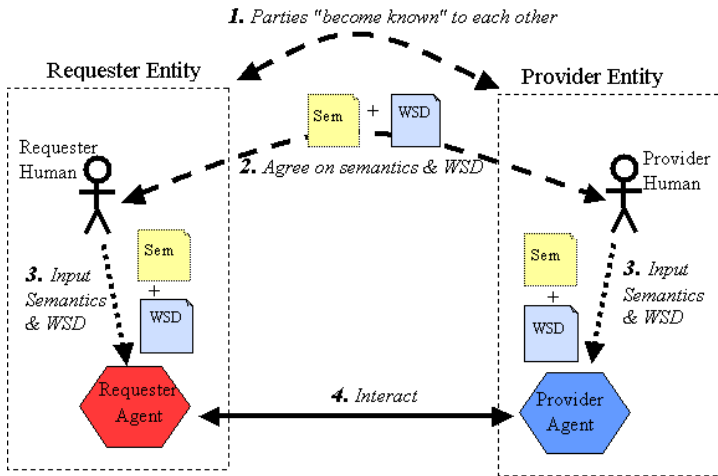 1. Parties "become known" to each other
Requester Entity
Provider Entity
Sem
+
WSD
Requester
Human
2. Agree on semantics & WSD
Provider
Human
Sem
+
WSD
3. Input
Semantics
& WSD
Sem
+
WSD
3. Input
Semantics
& WSD
Requester
Agent
4. Interact
Provider
Agent